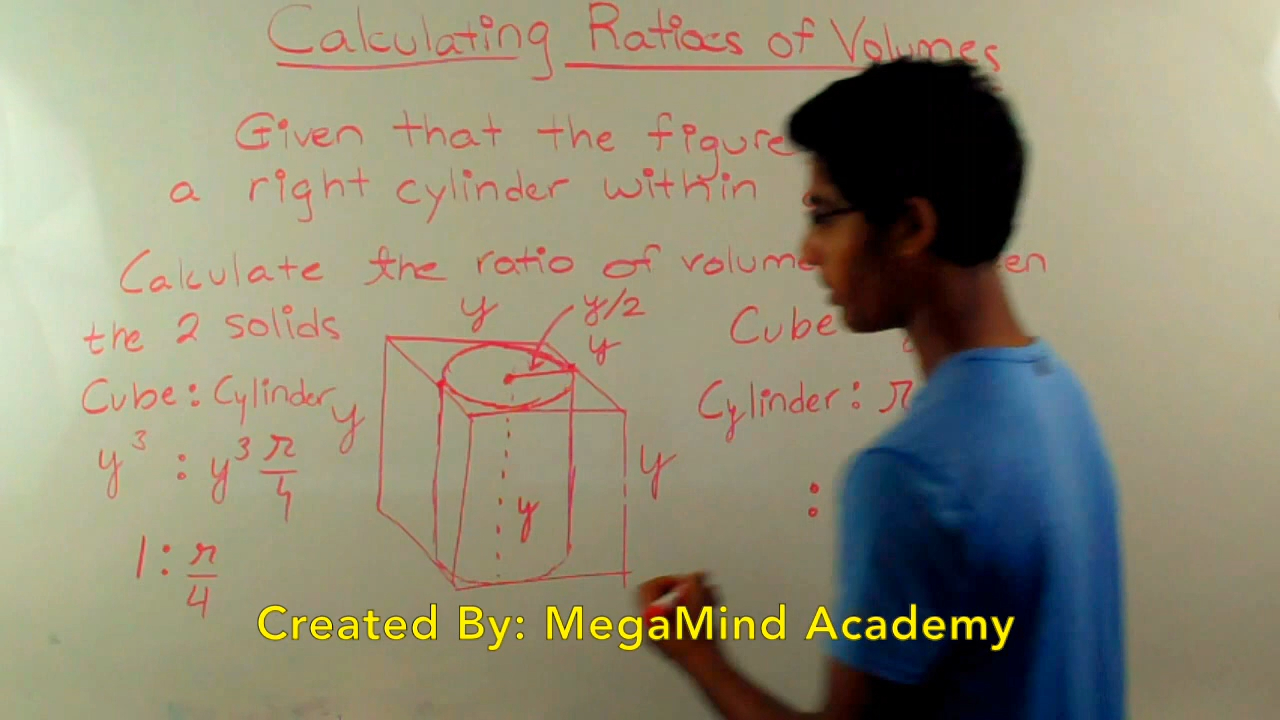 Calculating Ratios of Volumes
Given that the figure
a right cylinder within
Calculate the ratio of
the 2 solids
Cube : Cylinder
y³ : y³ π/4
1 : π/4
y
y/2
y
y
y
y
Cube
Cylinder : π
:
Created By: MegaMind Academy